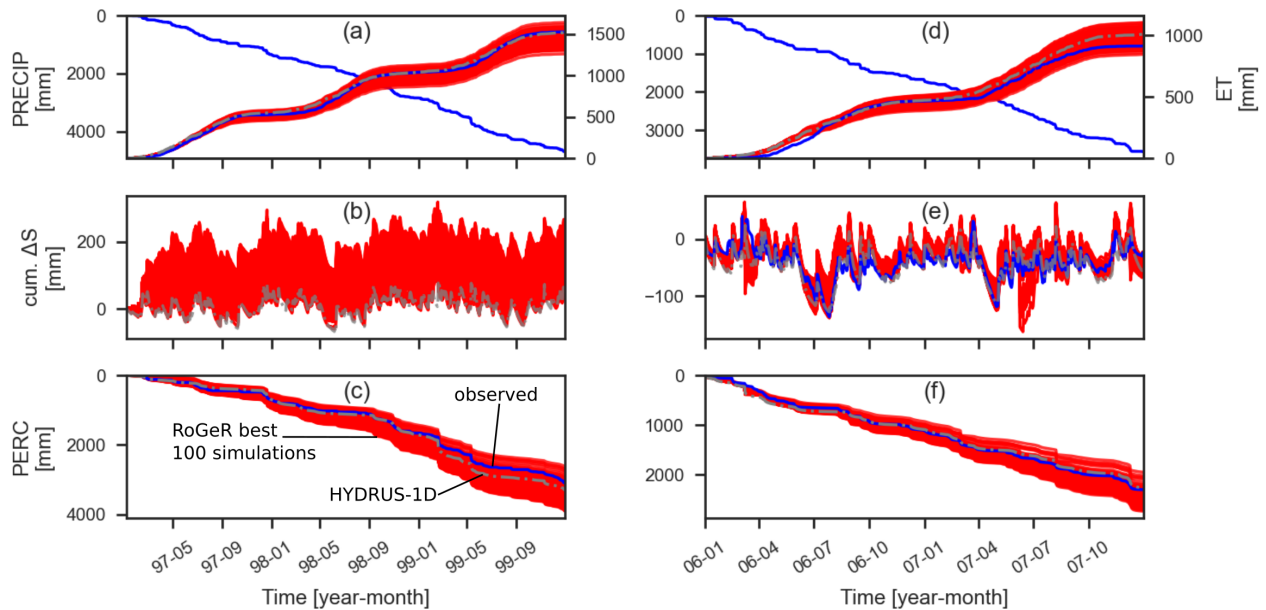 (a)
PRECIP
[mm]
0
2000
4000
1500
1000
500
0
(d)
0
1000
2000
3000
1000
500
0
ET
[mm]
(b)
cum. ΔS
[mm]
200
0
(e)
0
−100
(c)
PERC
[mm]
0
2000
4000
observed
RoGeR best
100 simulations
HYDRUS-1D
97-05
97-09
98-01
98-05
98-09
99-01
99-05
99-09
Time [year-month]
(f)
0
1000
2000
06-01
06-04
06-07
06-10
07-01
07-04
07-07
07-10
Time [year-month]